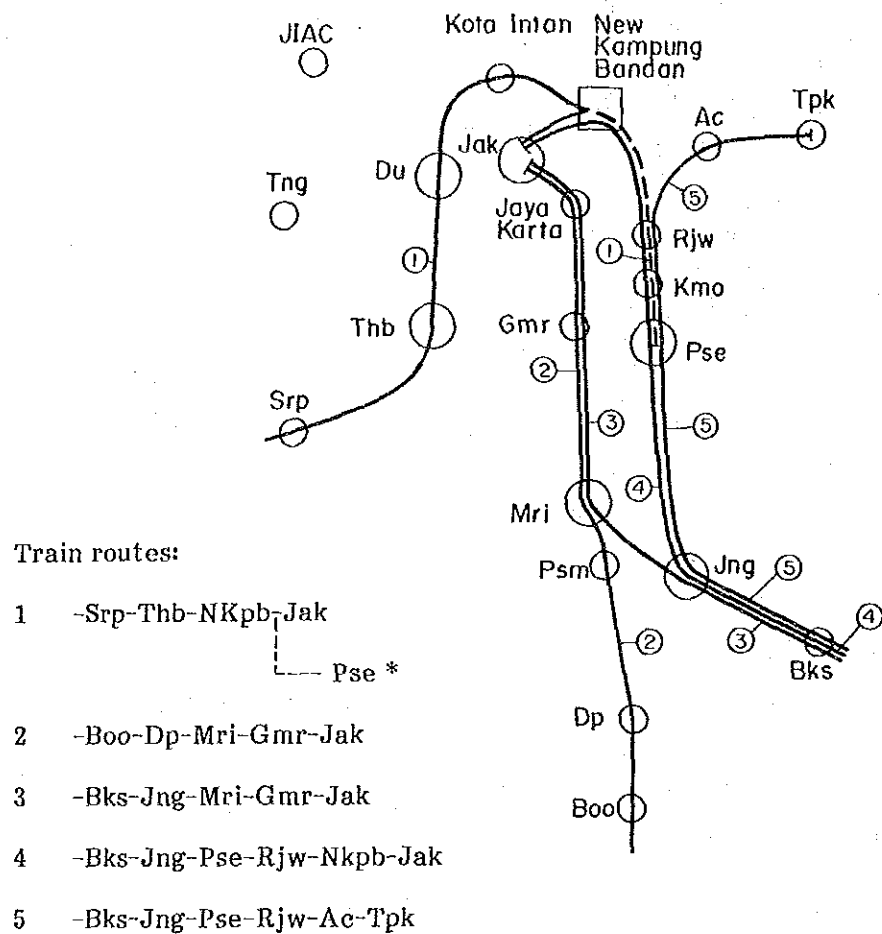 JIAC
Kota Intan
New
Kampung
Bandan
Tpk
Ac
Jak
Du
Tng
5
Jaya
Karta
Rjw
1
1
Kmo
Thb
Gmr
Pse
2
Srp
3
5
4
Mri
Jng
Train routes:
Psm
5
4
1 -Srp-Thb-NKpb-Jak
2
3
Bks
Pse *
Dp
2 -Boo-Dp-Mri-Gmr-Jak
3 -Bks-Jng-Mri-Gmr-Jak
Boo
4 -Bks-Jng-Pse-Rjw-Nkpb-Jak
5 -Bks-Jng-Pse-Rjw-Ac-Tpk